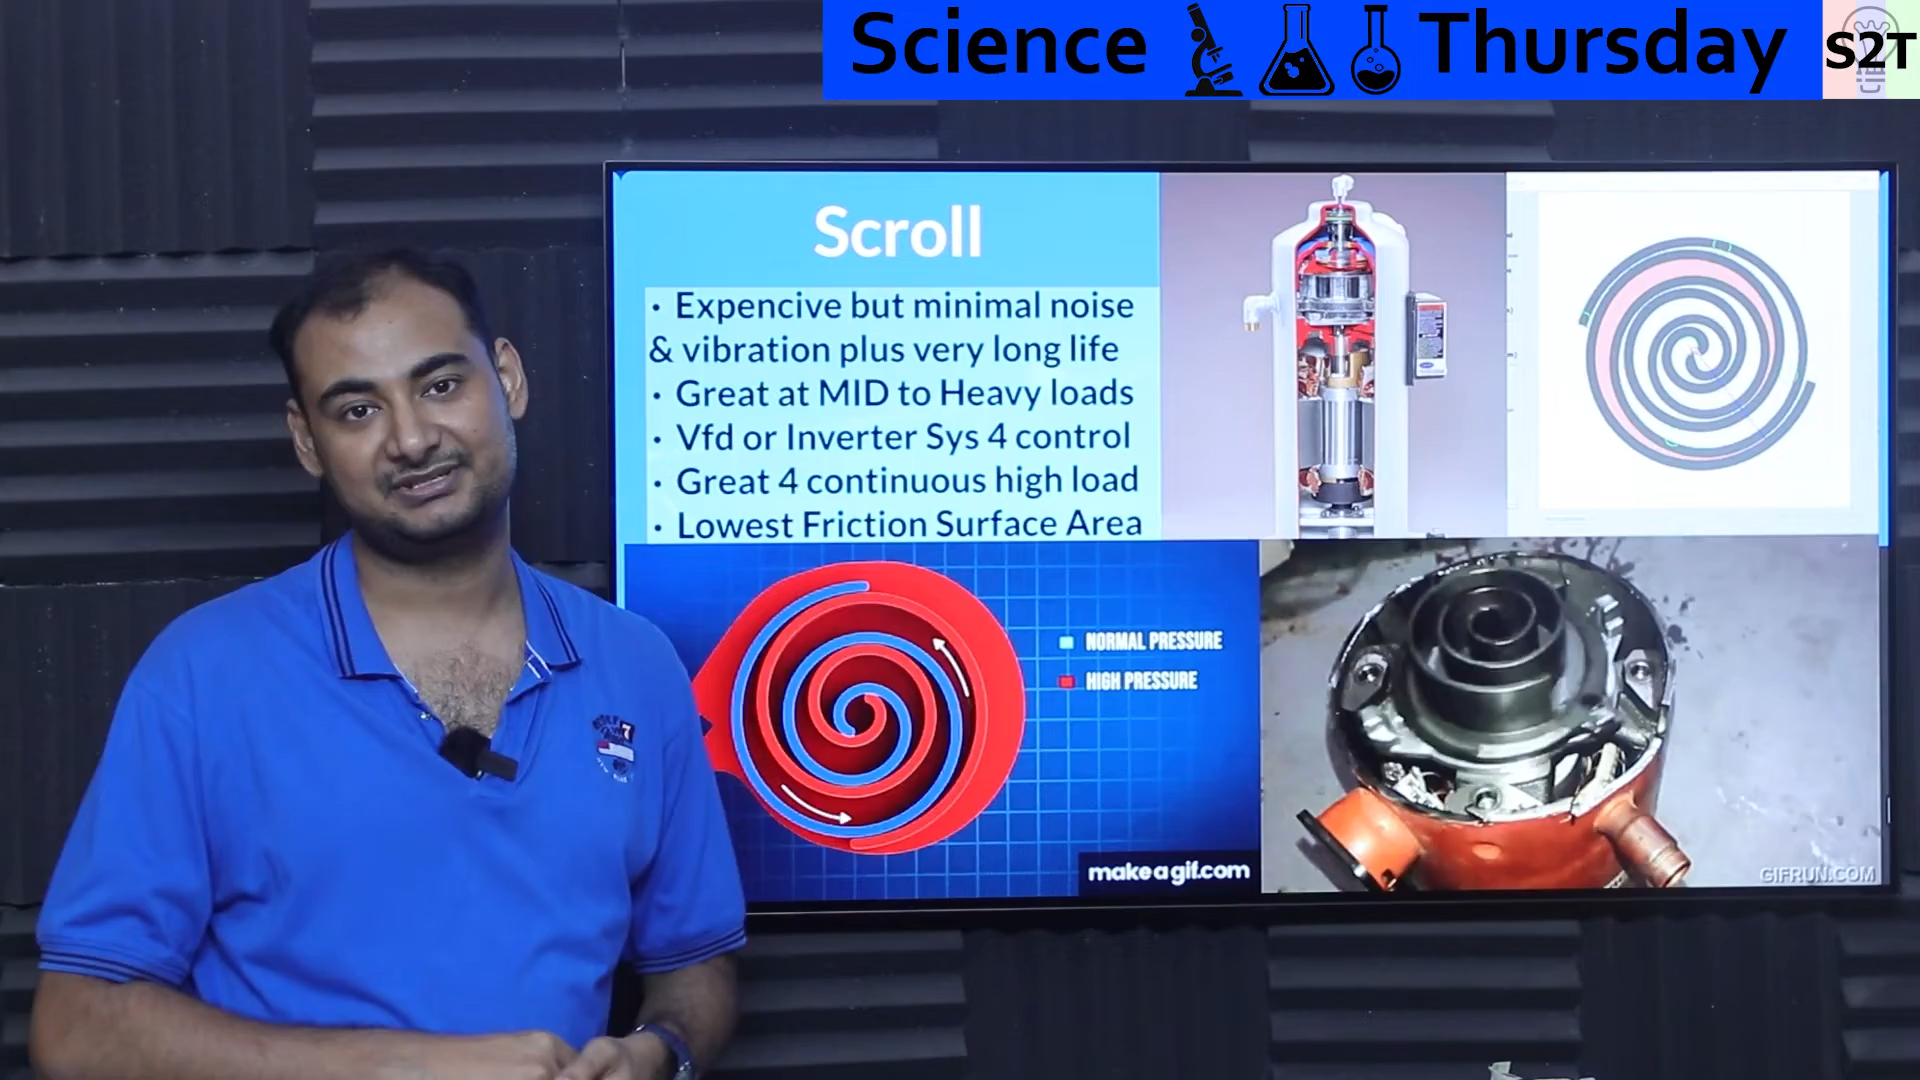 Science Thursday
S2T
Scroll
· Expencive but minimal noise
& vibration plus very long life
· Great at MID to Heavy loads
· Vfd or Inverter Sys 4 control
· Great 4 continuous high load
· Lowest Friction Surface Area
NORMAL PRESSURE
HIGH PRESSURE
makeagif.com
GIFRUN.COM